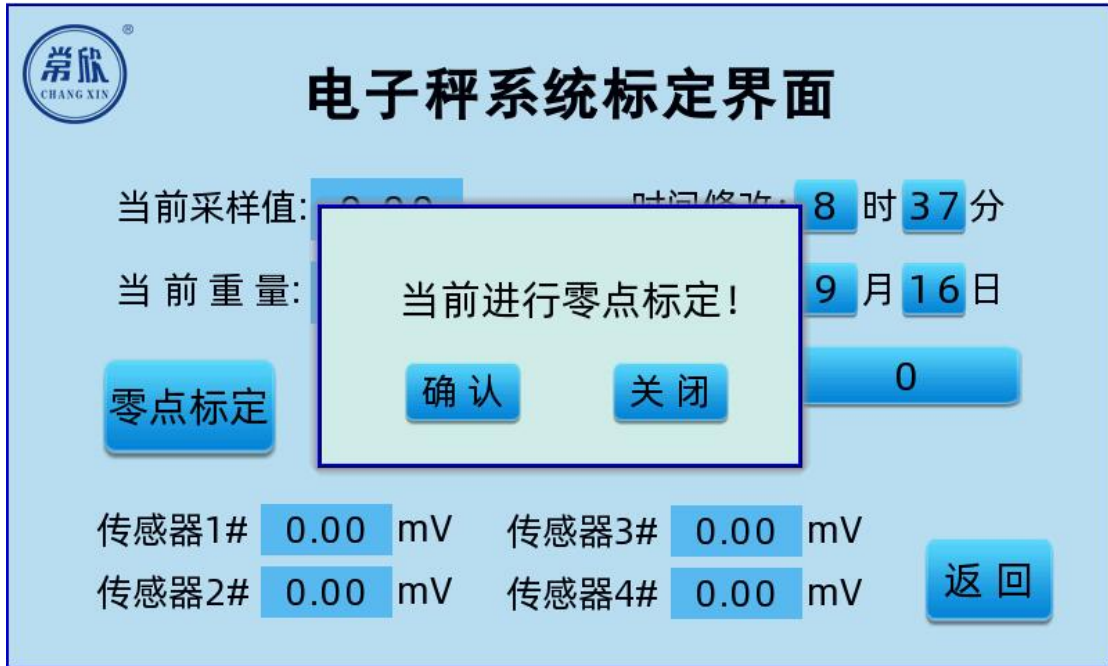 常欣
CHANG XIN
®
电子秤系统标定界面
当前采样值:
时间修改: 8 时 37 分
当前重量:
9 月 16 日
当前进行零点标定!
确认 关闭
零点标定
0
传感器1# 0.00 mV 传感器3# 0.00 mV
传感器2# 0.00 mV 传感器4# 0.00 mV
返回